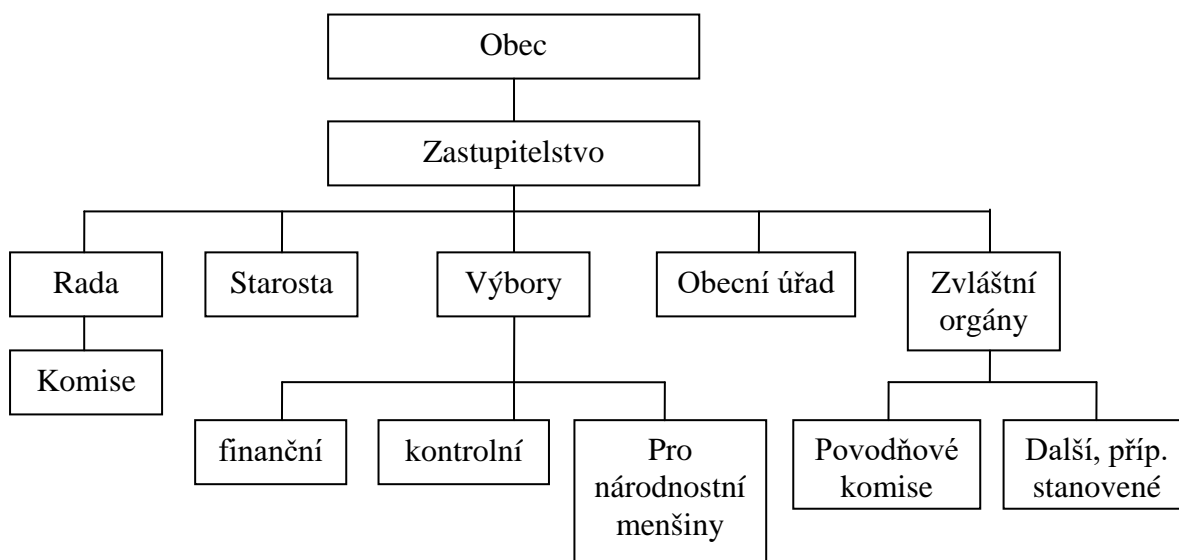 Obec
Zastupitelstvo
Rada
Starosta
Výbory
Obecní úřad
Zvláštní
orgány
Komise
finanční
kontrolní
Pro
národnostní
menšiny
Povodňové
komise
Další, příp.
stanovené